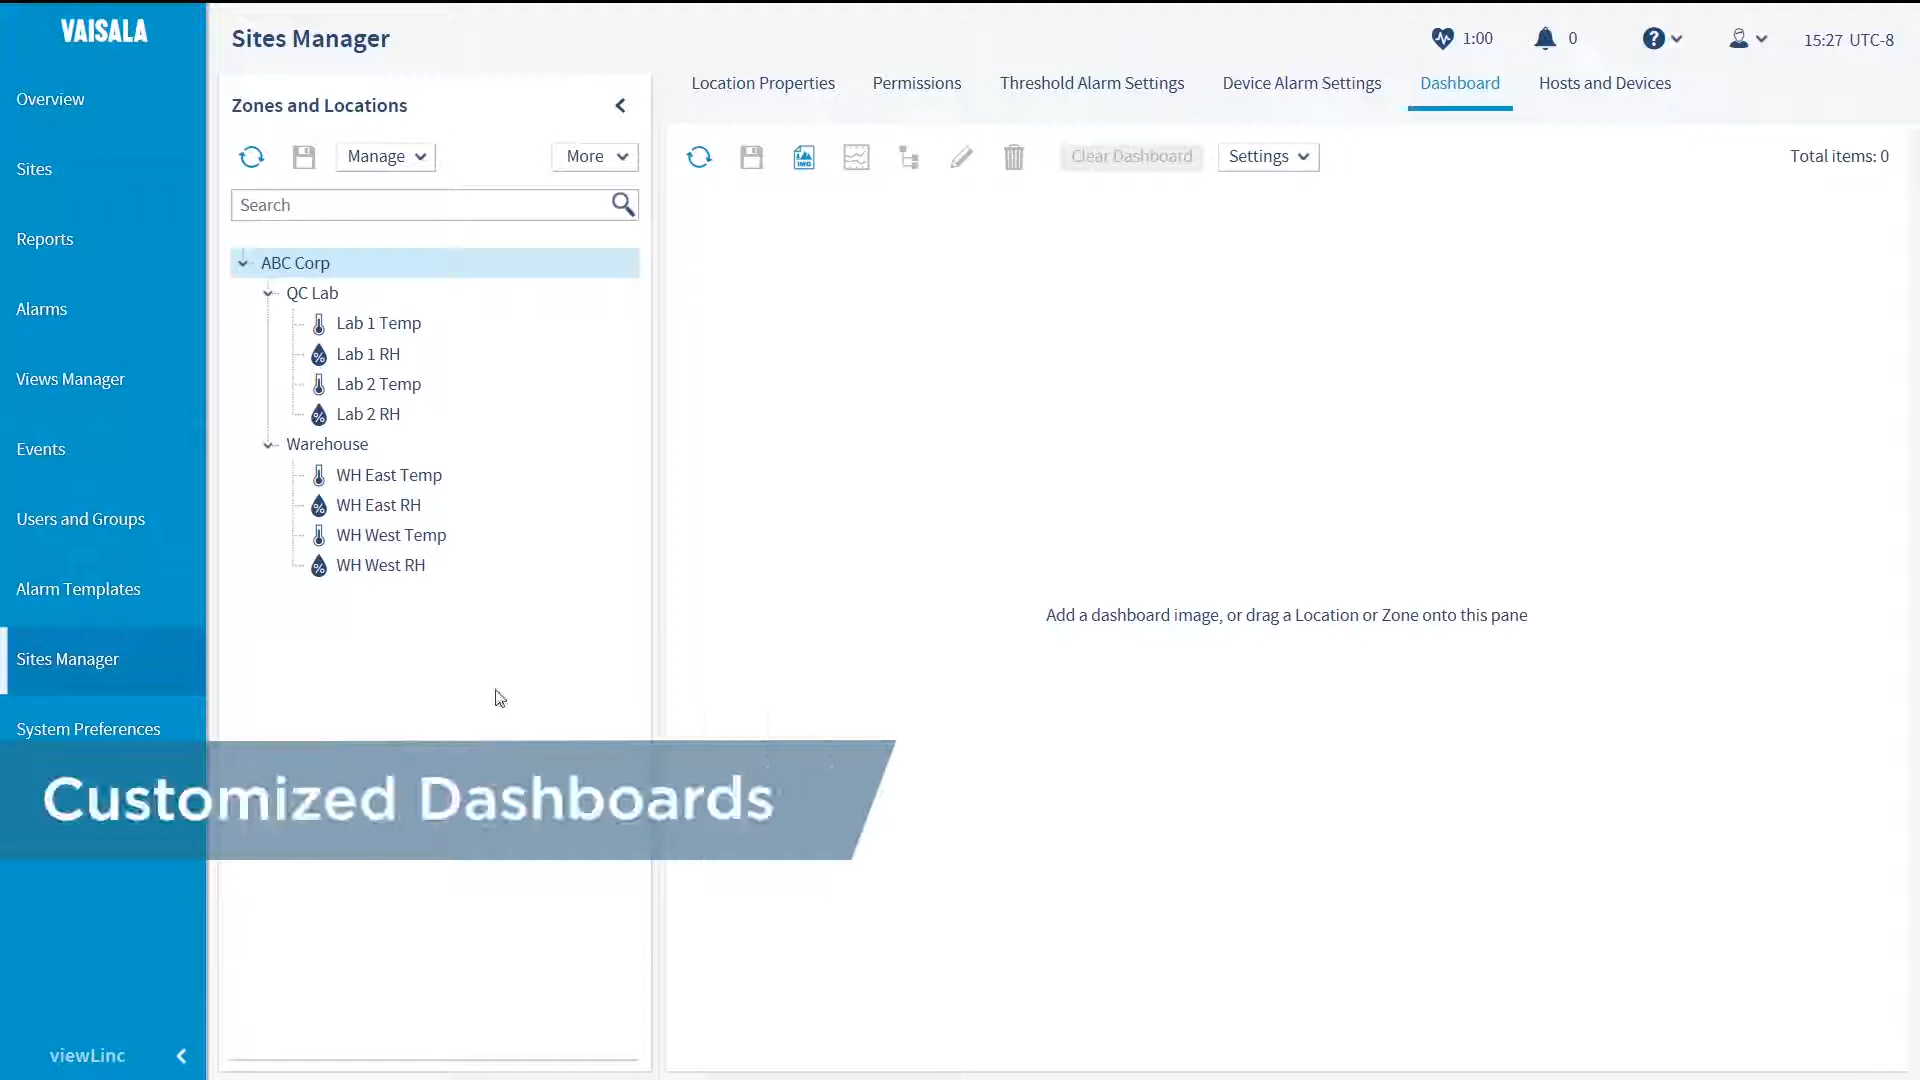 VAISALA
Overview
Sites
Reports
Alarms
Views Manager
Events
Users and Groups
Alarm Templates
Sites Manager
System Preferences
viewLinc
Sites Manager
1:00
0
15:27 UTC-8
Zones and Locations
Manage
More
Search
ABC Corp
QC Lab
Lab 1 Temp
Lab 1 RH
Lab 2 Temp
Lab 2 RH
Warehouse
WH East Temp
WH East RH
WH West Temp
WH West RH
Location Properties
Permissions
Threshold Alarm Settings
Device Alarm Settings
Dashboard
Hosts and Devices
IMG
Clear Dashboard
Settings
Total items: 0
Add a dashboard image, or drag a Location or Zone onto this pane
Customized Dashboards